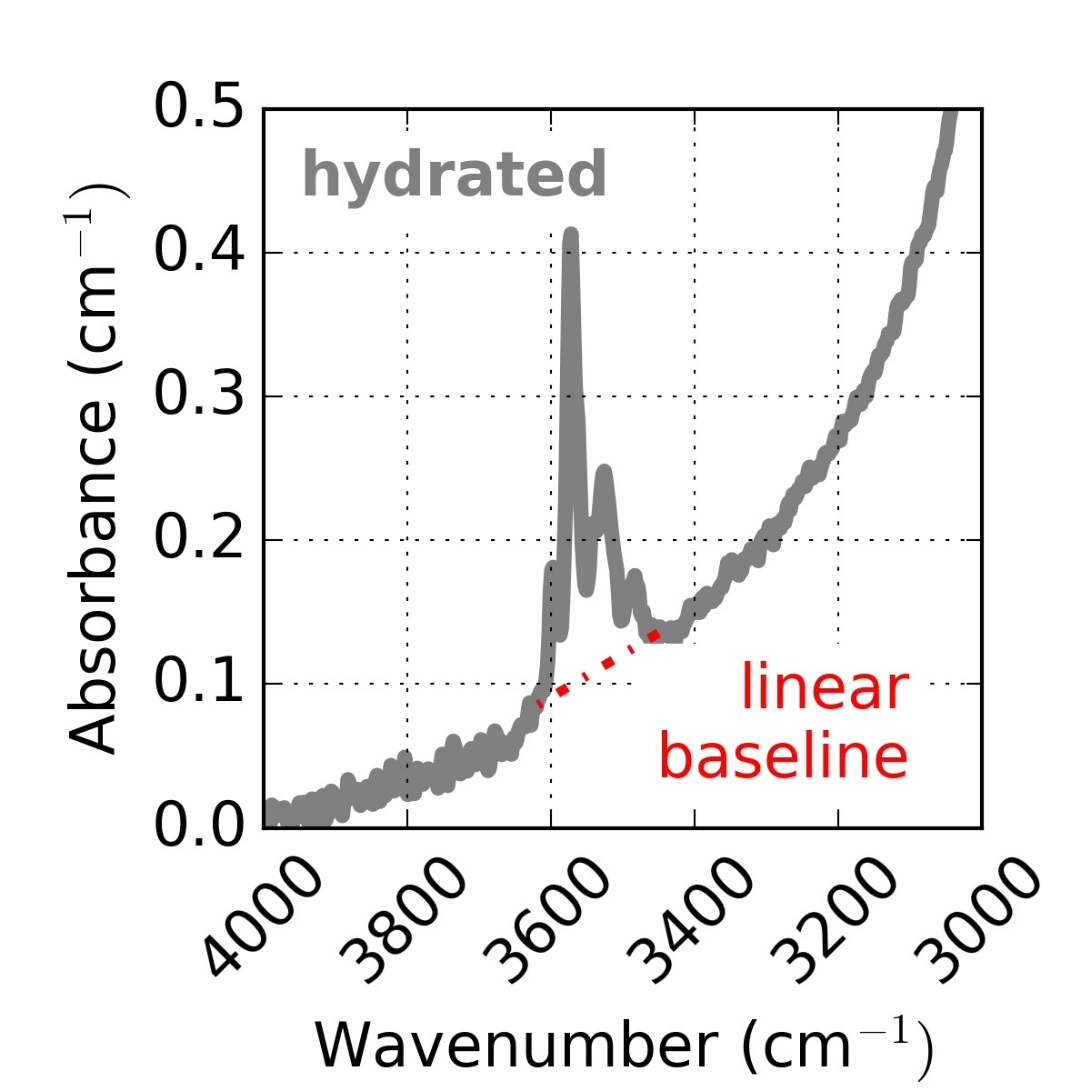 0.5
hydrated
0.4
0.3
0.2
0.1
0.0
Absorbance (cm⁻¹)
linear
baseline
4000 3800 3600 3400 3200 3000
Wavenumber (cm⁻¹)